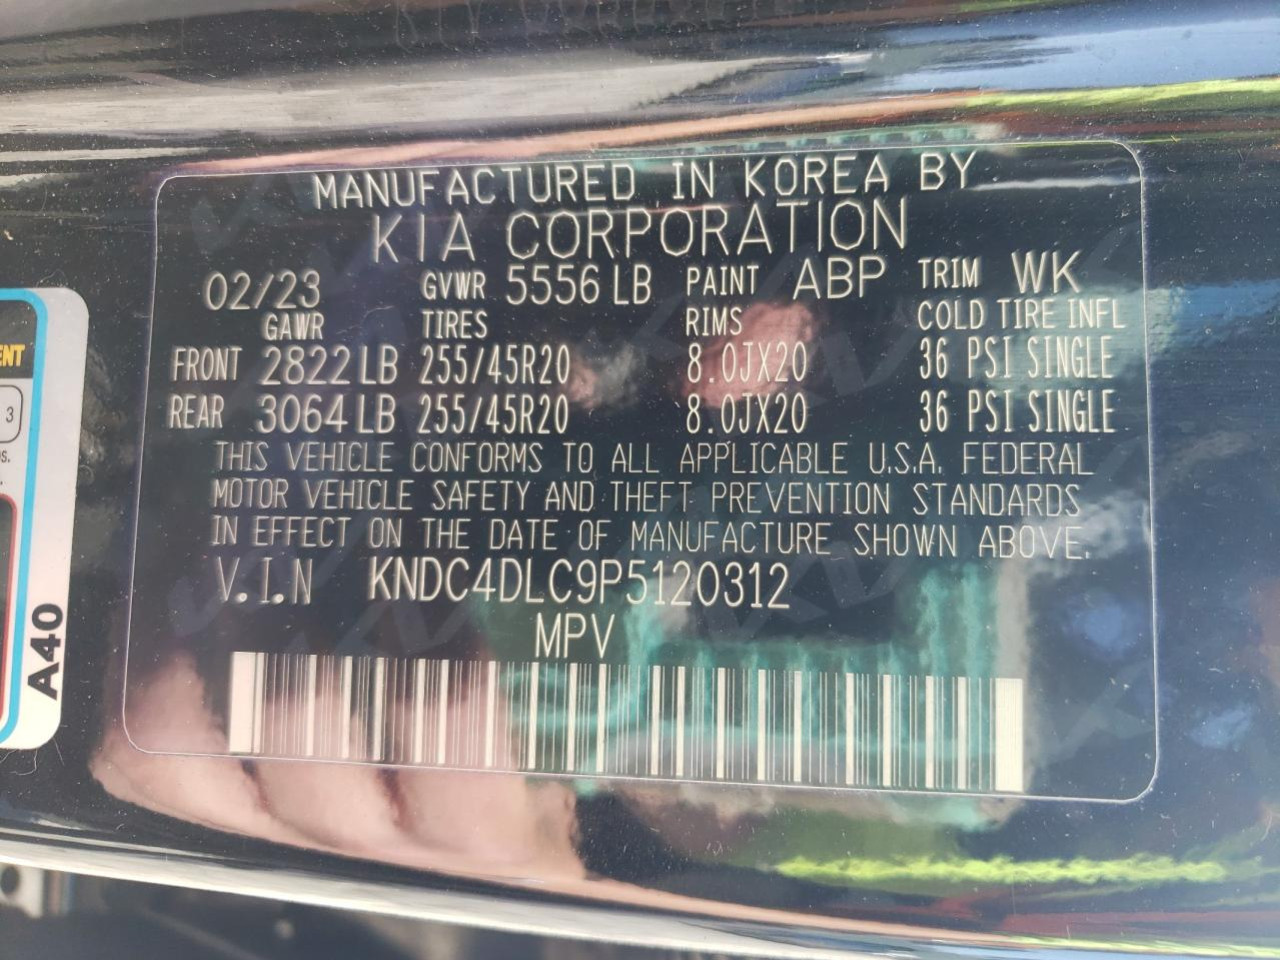 MANUFACTURED IN KOREA BY
KIA CORPORATION
02/23 GVWR 5556 LB PAINT ABP TRIM WK
GAWR TIRES RIMS COLD TIRE INFL
FRONT 2822 LB 255/45R20 8.0JX20 36 PSI SINGLE
REAR 3064 LB 255/45R20 8.0JX20 36 PSI SINGLE
THIS VEHICLE CONFORMS TO ALL APPLICABLE U.S.A. FEDERAL
MOTOR VEHICLE SAFETY AND THEFT PREVENTION STANDARDS
IN EFFECT ON THE DATE OF MANUFACTURE SHOWN ABOVE.
V.I.N KNDC4DLC9P5120312
MPV
3
A40